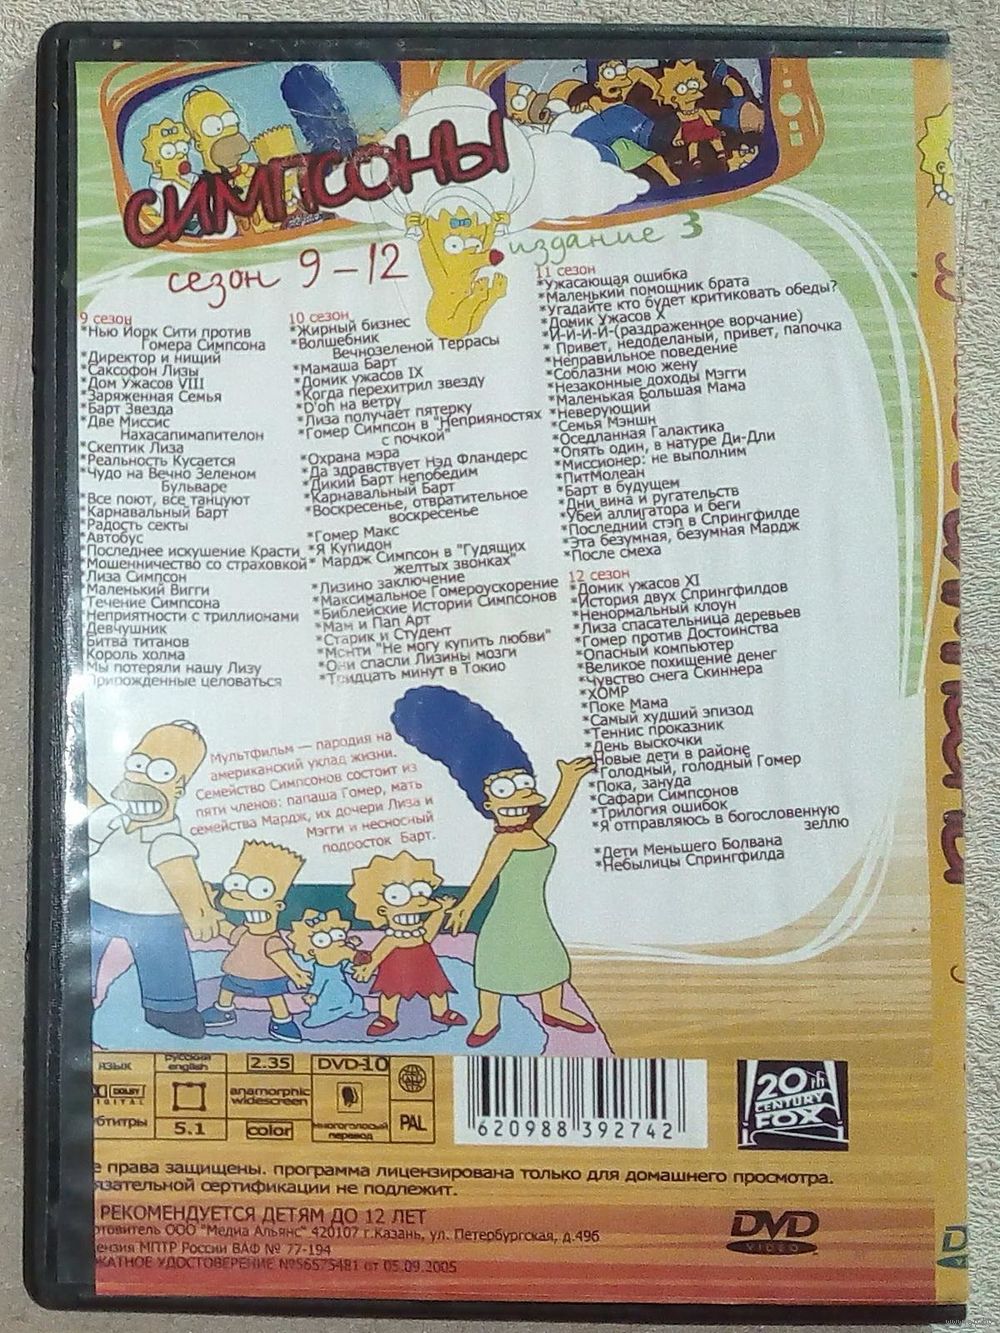 СИМПСОНЫ
сезон 9-12
издание 3
9 сезон
*Нью Йорк Сити против
Гомера Симпсона
*Директор и нищий
*Саксофон Лизы
*Дом Ужасов VIII
*Заряженная Семья
*Барт Звезда
*Две Миссис
Нахасапимапителон
*Скептик Лиза
*Реальность Кусается
*Чудо на Вечно Зеленом
Бульваре
*Все поют, все танцуют
*Карнавальный Барт
*Радость секты
*Автобус
*Последнее искушение Красти
*Мошенничество со страховкой
*Лиза Симпсон
*Маленький Вигги
*Течение Симпсона
*Неприятности с триллионами
*Девчушник
*Битва титанов
*Король холма
Мы потеряли нашу Лизу
Прирожденные целоваться
10 сезон
*Жирный бизнес
*Волшебник
Вечнозеленой Террасы
*Мамаша Барт
*Домик ужасов IX
*Когда перехитрил звезду
*D'oh на ветру
*Лиза получает пятерку
*Гомер Симпсон в "Неприяностях
с почкой"
*Охрана мэра
*Да здравствует Нэд Фландерс
*Дикий Барт непобедим
*Карнавальный Барт
*Воскресенье, отвратительное
воскресенье
*Гомер Макс
*Я Купидон
* Мардж Симпсон в "Гудящих
желтых звонках"
*Лизино заключение
*Максимальное Гомероускорение
*Библейские Истории Симпсонов
*Мам и Пап Арт
*Старик и Студент
*Монти "Не могу купить любви"
*Они спасли Лизины мозги
*Тридцать минут в Токио
11 сезон
*Ужасающая ошибка
*Маленький помощник брата
*Угадайте кто будет критиковать обеды?
*Домик Ужасов X
*И-И-И-И-(раздраженное ворчание)
* Привет, недоделаный, привет, папочка
*Неправильное поведение
*Соблазни мою жену
*Незаконные доходы Мэгги
*Маленькая Большая Мама
*Неверующий
*Семья Мэншн
*Оседланная Галактика
*Опять один, в натуре Ди-Дли
*Миссионер: не выполним
*ПитМолеан
*Барт в будущем
*Дни вина и ругательств
*Убей аллигатора и беги
*Последний стэп в Спрингфилде
*Эта безумная, безумная Мардж
*После смеха
12 сезон
*Домик ужасов XI
*История двух Спрингфилдов
*Ненормальный клоун
*Лиза спасательница деревьев
*Гомер против Достоинства
*Опасный компьютер
*Великое похищение денег
*Чувство снега Скиннера
*ХОМР
*Поке Мама
*Самый худший эпизод
*Теннис проказник
*День выскочки
*Новые дети в районе
*Голодный, голодный Гомер
*Пока, зануда
*Сафари Симпсонов
*Трилогия ошибок
*Я отправляюсь в богословенную
зеллю
*Дети Меньшего Болвана
*Небылицы Спрингфилда
Мультфильм — пародия на
американский уклад жизни.
Семейство Симпсонов состоит из
пяти членов: папаша Гомер, мать
семейства Мардж, их дочери Лиза и
Мэгги и несносный
подросток Барт.
язык
русский
english
2.35
DVD-10
DOLBY
DIGITAL
anamorphic
widescreen
5.1
color
многоголосый
перевод
PAL
620988 392742
20th
CENTURY
FOX
е права защищены. программа лицензирована только для домашнего просмотра.
язательной сертификации не подлежит.
РЕКОМЕНДУЕТСЯ ДЕТЯМ ДО 12 ЛЕТ
отовитель ООО "Медиа Альянс" 420107 г.Казань, ул. Петербургская, д.49б
ензия МПТР России ВАФ № 77-194
ЖАТНОЕ УДОСТОВЕРЕНИЕ №56575481 от 05.09.2005
DVD
VIDEO